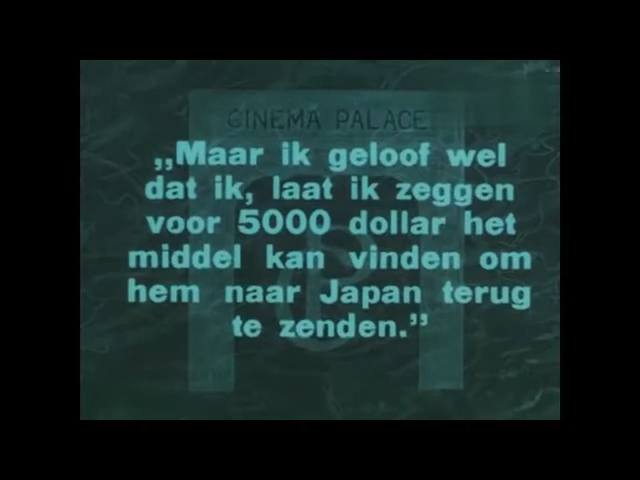 CINEMA PALACE
„Maar ik geloof wel
dat ik, laat ik zeggen
voor 5000 dollar het
middel kan vinden om
hem naar Japan terug
te zenden.”